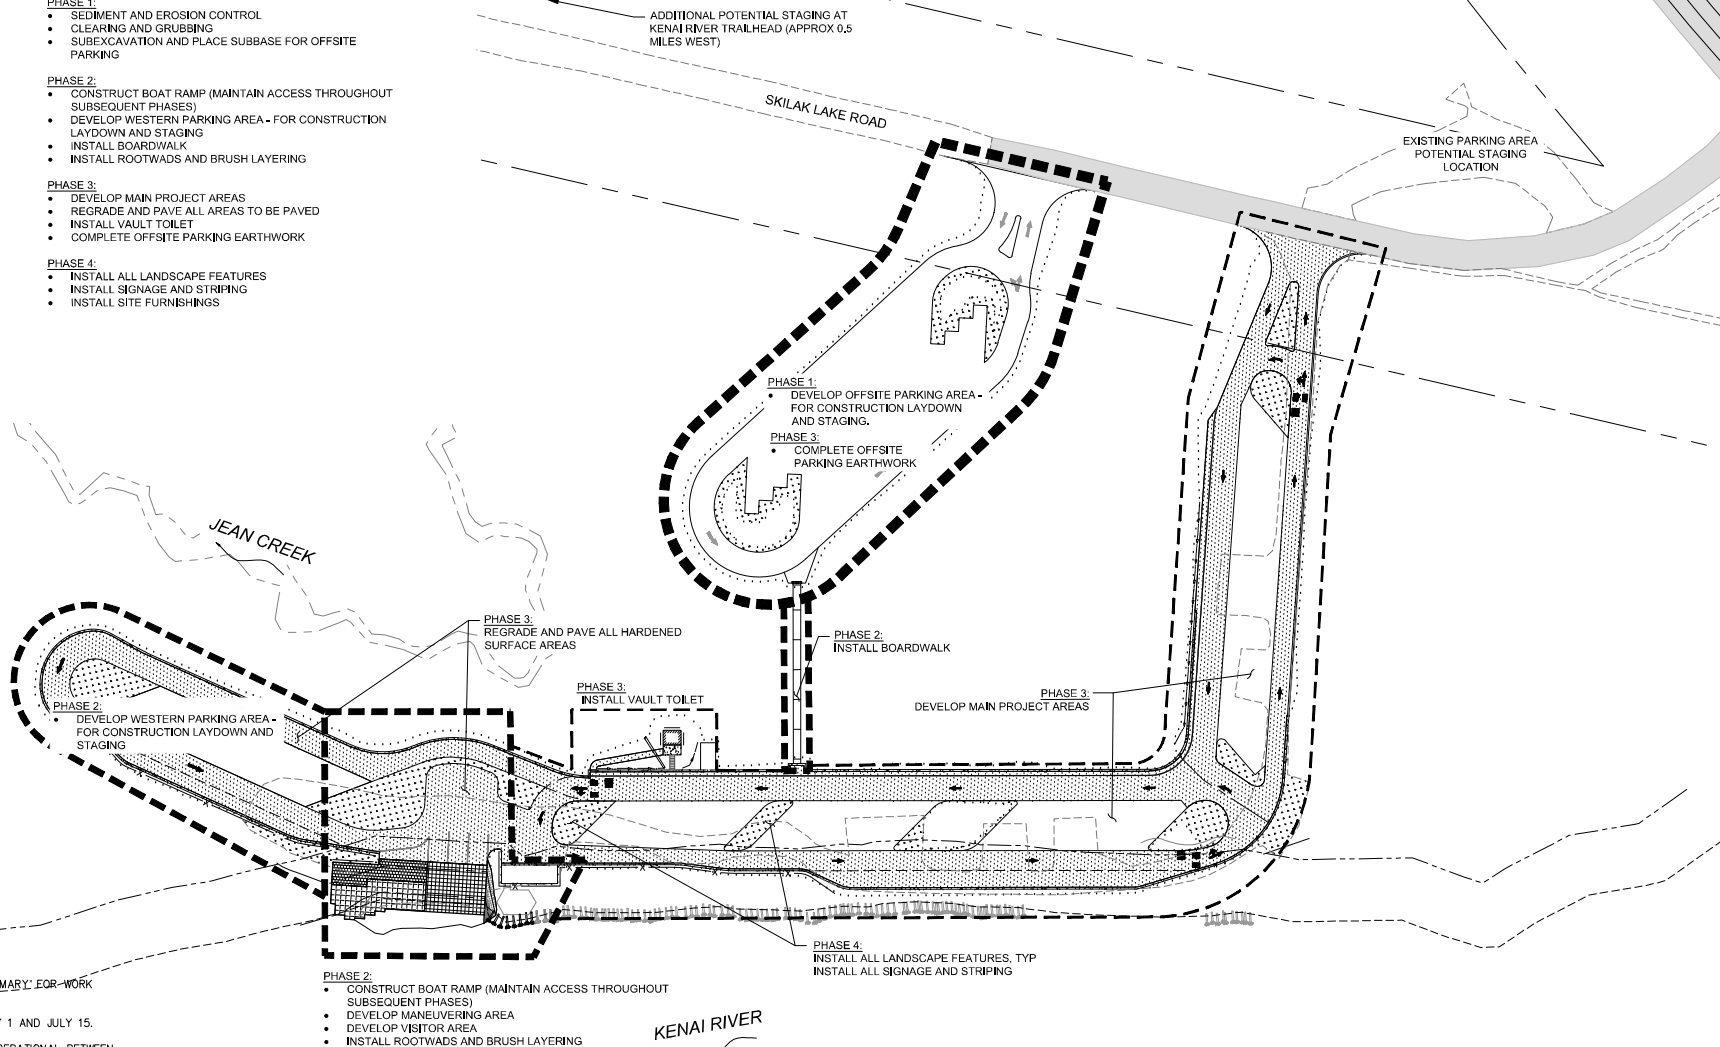 PHASE 1:
• SEDIMENT AND EROSION CONTROL
• CLEARING AND GRUBBING
• SUBEXCAVATION AND PLACE SUBBASE FOR OFFSITE
PARKING
PHASE 2:
• CONSTRUCT BOAT RAMP (MAINTAIN ACCESS THROUGHOUT
SUBSEQUENT PHASES)
• DEVELOP WESTERN PARKING AREA - FOR CONSTRUCTION
LAYDOWN AND STAGING
• INSTALL BOARDWALK
• INSTALL ROOTWADS AND BRUSH LAYERING
PHASE 3:
• DEVELOP MAIN PROJECT AREAS
• REGRADE AND PAVE ALL AREAS TO BE PAVED
• INSTALL VAULT TOILET
• COMPLETE OFFSITE PARKING EARTHWORK
PHASE 4:
• INSTALL ALL LANDSCAPE FEATURES
• INSTALL SIGNAGE AND STRIPING
• INSTALL SITE FURNISHINGS
ADDITIONAL POTENTIAL STAGING AT
KENAI RIVER TRAILHEAD (APPROX 0.5
MILES WEST)
SKILAK LAKE ROAD
EXISTING PARKING AREA
POTENTIAL STAGING
LOCATION
PHASE 1:
• DEVELOP OFFSITE PARKING AREA -
FOR CONSTRUCTION LAYDOWN
AND STAGING.
PHASE 3:
• COMPLETE OFFSITE
PARKING EARTHWORK
JEAN CREEK
PHASE 3:
REGRADE AND PAVE ALL HARDENED
SURFACE AREAS
PHASE 2:
INSTALL BOARDWALK
PHASE 3:
INSTALL VAULT TOILET
PHASE 3:
DEVELOP MAIN PROJECT AREAS
PHASE 2:
• DEVELOP WESTERN PARKING AREA -
FOR CONSTRUCTION LAYDOWN AND
STAGING
PHASE 4:
INSTALL ALL LANDSCAPE FEATURES, TYP
INSTALL ALL SIGNAGE AND STRIPING
MARY' FOR WORK
1 AND JULY 15.
BETWEEN
PHASE 2:
• CONSTRUCT BOAT RAMP (MAINTAIN ACCESS THROUGHOUT
SUBSEQUENT PHASES)
• DEVELOP MANEUVERING AREA
• DEVELOP VISITOR AREA
• INSTALL ROOTWADS AND BRUSH LAYERING
KENAI RIVER